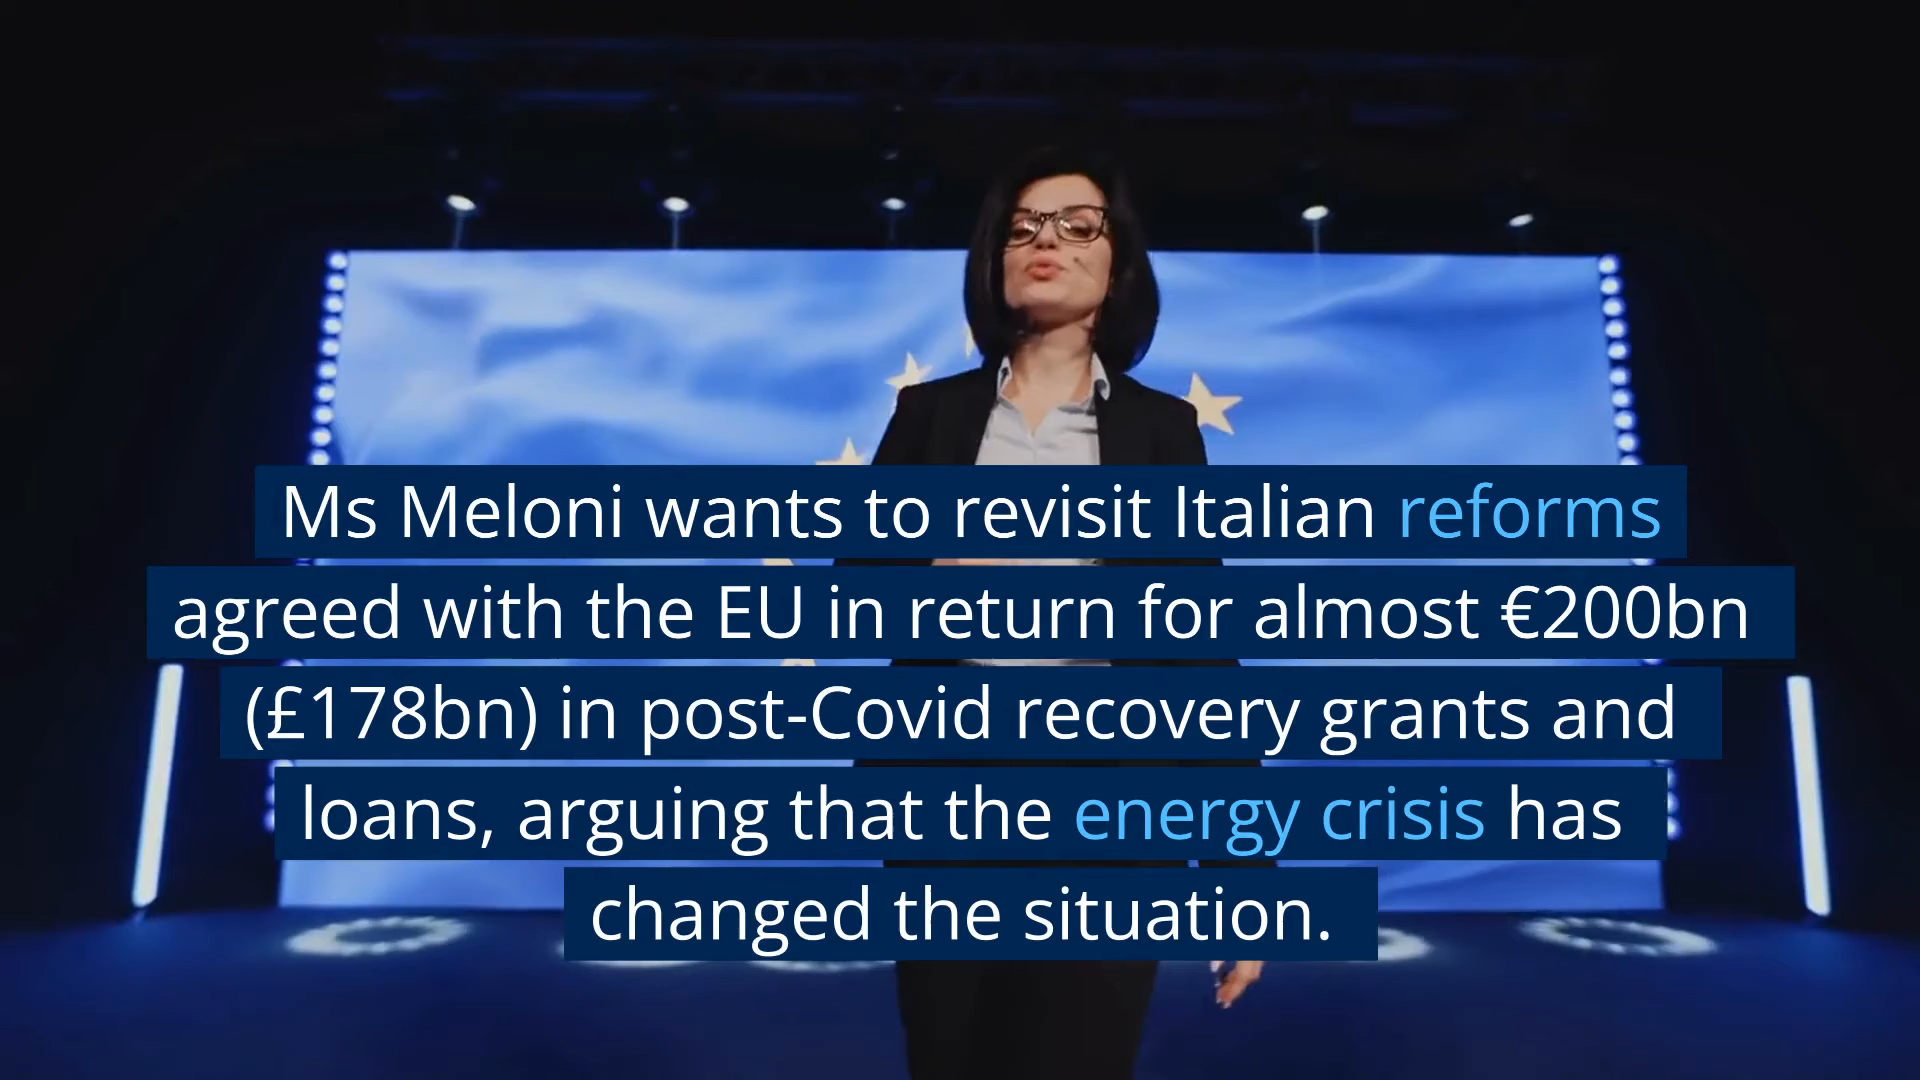 Ms Meloni wants to revisit Italian reforms
agreed with the EU in return for almost €200bn
(£178bn) in post-Covid recovery grants and
loans, arguing that the energy crisis has
changed the situation.